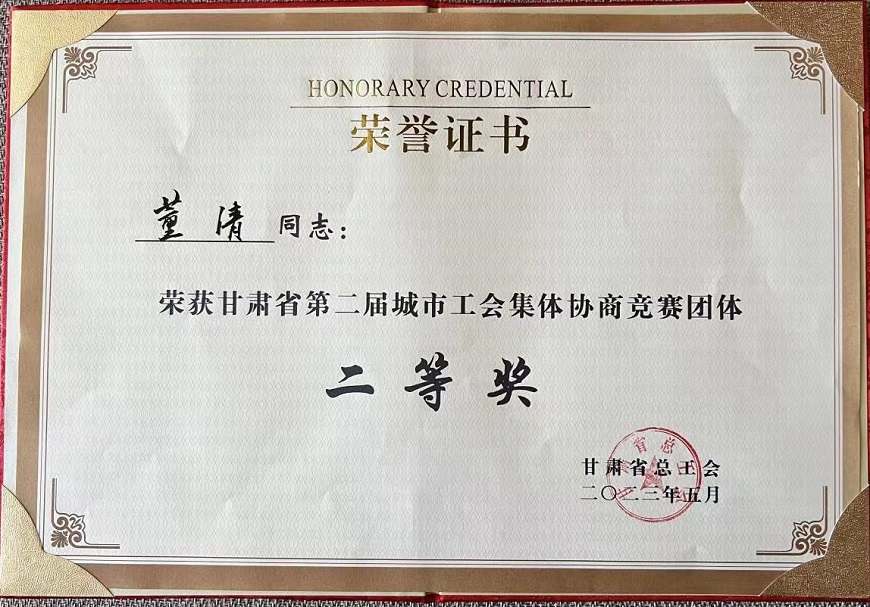 HONORARY CREDENTIAL
荣誉证书
董清同志：
荣获甘肃省第二届城市工会集体协商竞赛团体
二等奖
甘肃省总工会
二〇二三年五月